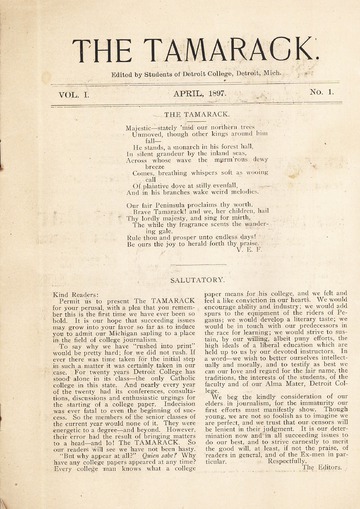 THE TAMARACK.
Edited by Students of Detroit College, Detroit, Mich.
VOL. I.
APRIL, 1897.
No. 1.
THE TAMARACK.
Majestic—stately 'mid our northern trees
Unmoved, though other kings around him
fall—
He stands, a monarch in his forest hall,
In silent grandeur by the inland seas,
Across whose wave the morn'rous dewy
breeze
Comes, breathing whispers soft as wooing
call
Of plaintive dove at stilly evenfall,
And in his branches wake weird melodies.
Our fair Peninsula proclaims thy worth,
Brave Tamarack! and we, her children, hail
Thy lordly majesty, and sing for mirth,
The while thy fragrance scents the wander-
ing gale.
Rule thou and prosper unto endless days!
Be ours the joy to herald forth thy praise.
V. E. F.
SALUTATORY.
Kind Readers:
Permit us to present The TAMARACK
for your perusal, with a plea that you remem-
ber this is the first time we have ever been so
bold. It is our hope that succeeding issues
may grow into your favor so far as to induce
you to admit our Michigan sapling to a place
in the field of college journalism.
To say why we have "rushed into print"
would be pretty hard; for we did not rush. If
ever there was time taken for the initial step
in such a matter it was certainly taken in our
case. For twenty years Detroit College has
stood alone in its class—the only Catholic
college in this state. And nearly every year
of the twenty had its conferences, consulta-
tions, discussions and enthusiastic urgings for
the starting of a college paper. Indecision
was ever fatal to even the beginning of suc-
cess. So the members of the senior classes of
the current year would none of it. They were
energetic to a degree—and beyond. However,
their error had the result of bringing matters
to a head—and lo! The TAMARACK. So
our readers will see we have not been hasty.
"But why appear at all?" Quien sabe? Why
have any college papers appeared at any time?
Every college man knows what a college
paper means for his college, and we felt and
feel a like conviction in our hearth. We would
encourage ability and industry; we would add
spurs to the equipment of the riders of Pe-
gasus; we would develop a literary taste; we
would be in touch with our predecessors in
the race for learning; we would strive to sus-
tain, by our willing, albeit puny efforts, the
high ideals of a liberal education which are
held up to us by our devoted instructors. In
a word—we wish to better ourselves intellect-
ually and morally, and to testify as best we
can our love and regard for the fair name, the
traditions, the interests of the students, of the
faculty and of our Alma Mater, Detroit Col-
lege.
We beg the kindly consideration of our
elders in journalism, for the immaturity our
first efforts must manifestly show. Though
young, we are not so foolish as to imagine we
are perfect, and we trust that our censors will
be lenient in their judgment. It is our deter-
mination now and in all succeeding issues to
do our best, and to strive earnestly to merit
the good will, at least, if not the praise, of
readers in general, and of the Ex-men in par-
ticular.
Respectfully,
The Editors.